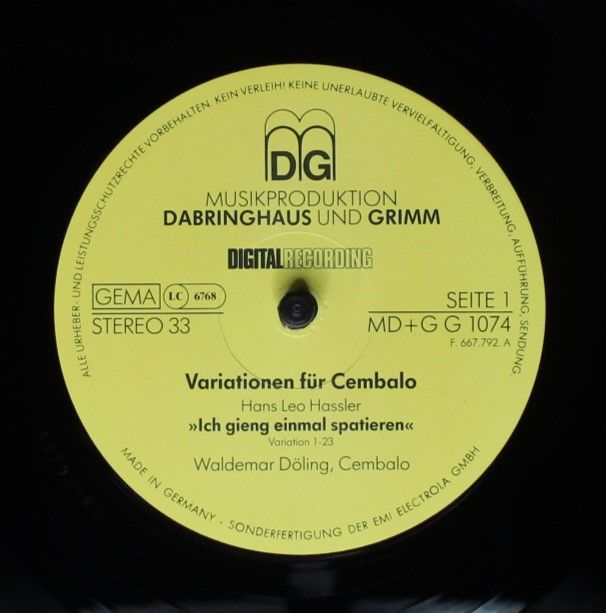 ALLE URHEBER- UND LEISTUNGSSCHUTZRECHTE VORBEHALTEN. KEIN VERLEIH! KEINE UNERLAUBTE VERVIELFÄLTIGUNG, VERBREITUNG, AUFFÜHRUNG, SENDUNG.
DG
MUSIKPRODUKTION
DABRINGHAUS UND GRIMM
DIGITAL RECORDING
GEMA LC 6768
STEREO 33
SEITE 1
MD+G G 1074
F. 667.792. A
Variationen für Cembalo
Hans Leo Hassler
»Ich gieng einmal spatieren«
Variation 1-23
Waldemar Döling, Cembalo
MADE IN GERMANY · SONDERFERTIGUNG DER EMI ELECTROLA GMBH